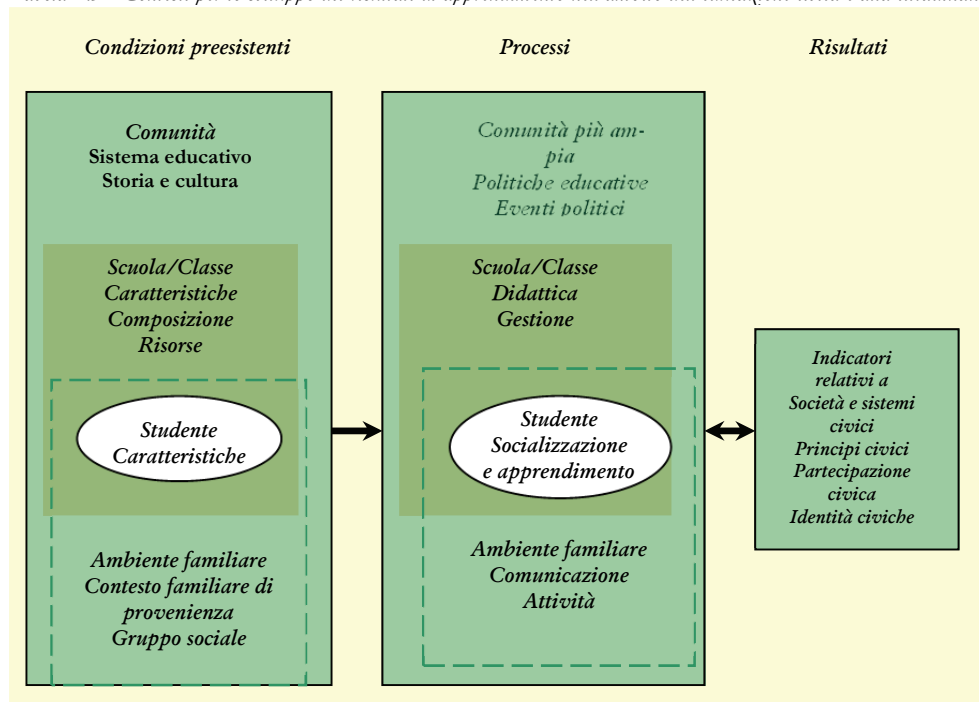 Condizioni preesistenti
Processi
Risultati
Comunità
Sistema educativo
Storia e cultura
Scuola/Classe
Caratteristiche
Composizione
Risorse
Studente
Caratteristiche
Ambiente familiare
Contesto familiare di
provenienza
Gruppo sociale
Comunità più am-
pia
Politiche educative
Eventi politici
Scuola/Classe
Didattica
Gestione
Studente
Socializzazione
e apprendimento
Ambiente familiare
Comunicazione
Attività
Indicatori
relativi a
Società e sistemi
civici
Principi civici
Partecipazione
civica
Identità civiche